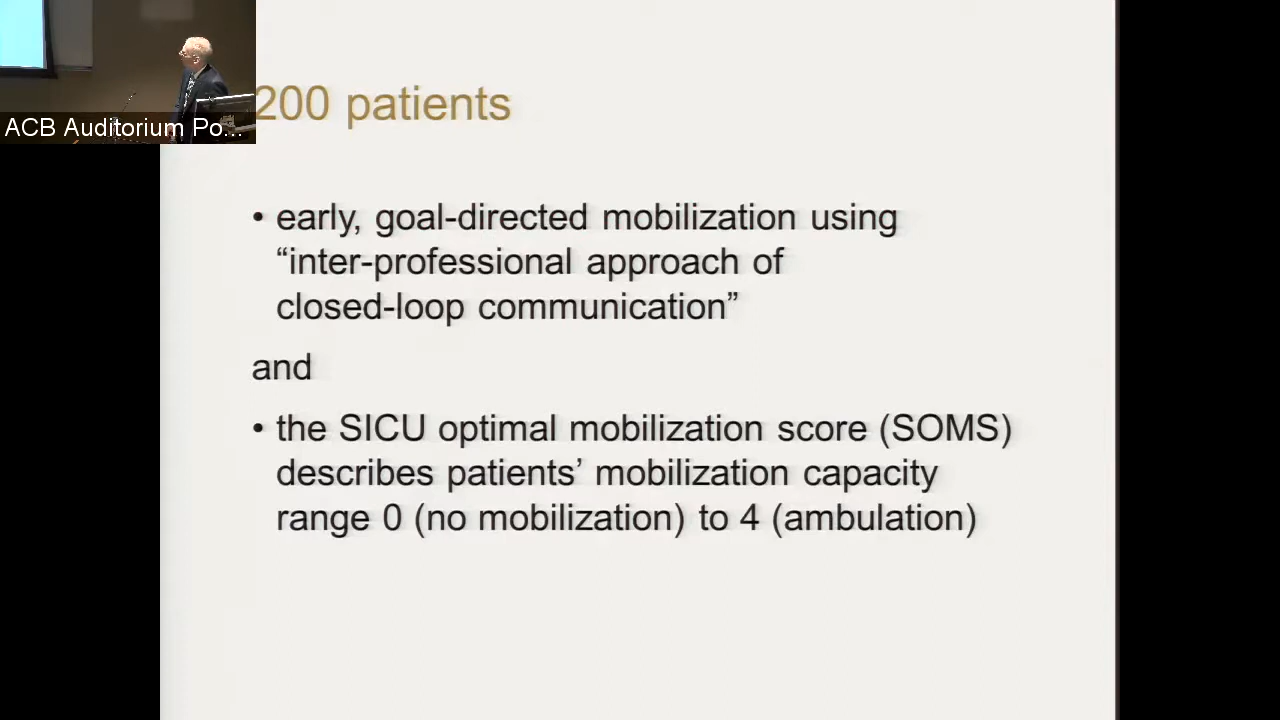 200 patients
ACB Auditorium Po...
• early, goal-directed mobilization using
“inter-professional approach of
closed-loop communication”
and
• the SICU optimal mobilization score (SOMS)
describes patients’ mobilization capacity
range 0 (no mobilization) to 4 (ambulation)